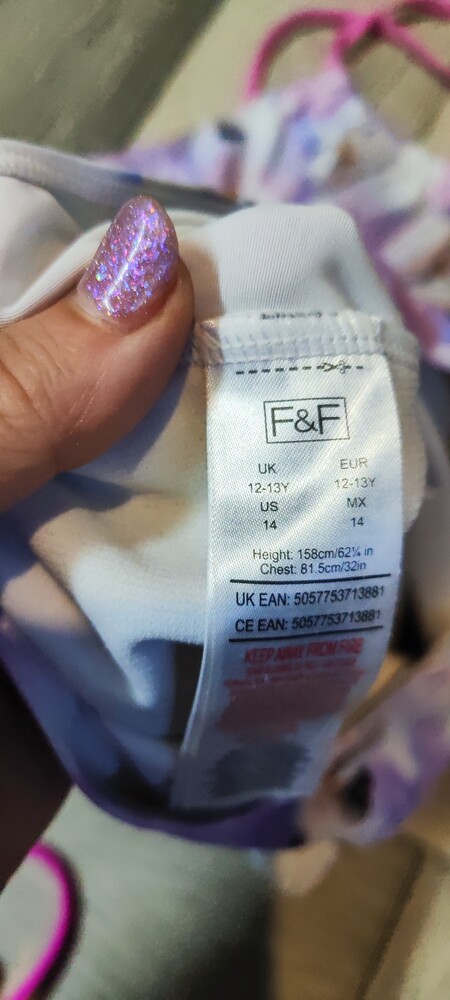 F&F
UK EUR
12-13Y 12-13Y
US MX
14 14
Height: 158cm/62¼ in
Chest: 81.5cm/32in
UK EAN: 5057753713881
CE EAN: 5057753713881
KEEP AWAY FROM FIRE